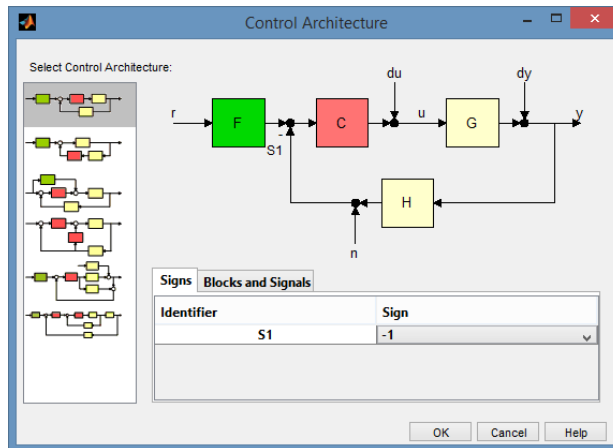 Control Architecture
Select Control Architecture:
du
dy
r
F
C
u
G
y
-
S1
H
n
Signs
Blocks and Signals
Identifier
Sign
S1
-1
OK
Cancel
Help